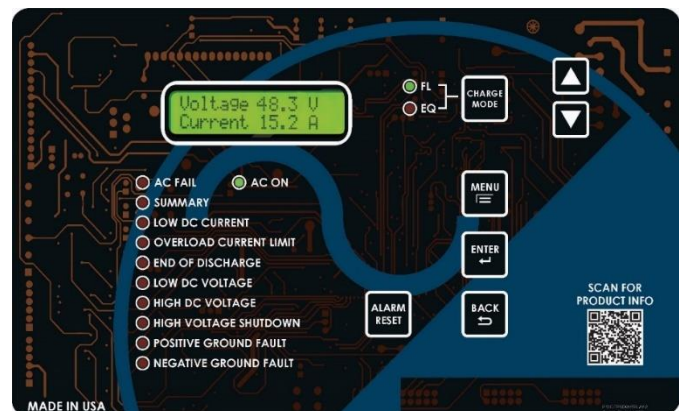 Voltage 48.3 V
Current 15.2 A
FL
EQ
CHARGE
MODE
AC FAIL
AC ON
SUMMARY
LOW DC CURRENT
OVERLOAD CURRENT LIMIT
END OF DISCHARGE
LOW DC VOLTAGE
HIGH DC VOLTAGE
HIGH VOLTAGE SHUTDOWN
POSITIVE GROUND FAULT
NEGATIVE GROUND FAULT
MENU
ENTER
ALARM
RESET
BACK
SCAN FOR
PRODUCT INFO
MADE IN USA